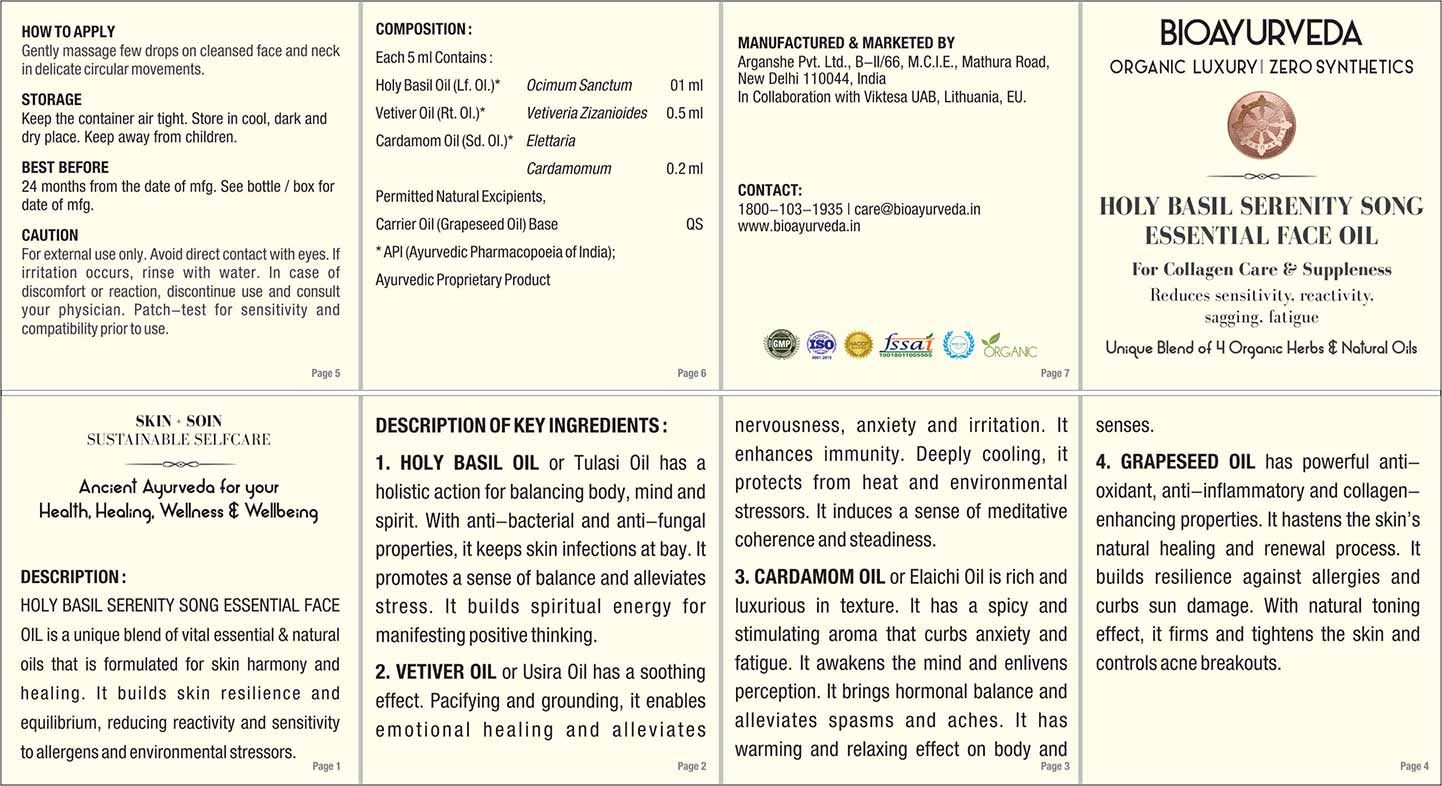 HOW TO APPLY
Gently massage few drops on cleansed face and neck
in delicate circular movements.
STORAGE
Keep the container air tight. Store in cool, dark and
dry place. Keep away from children.
BEST BEFORE
24 months from the date of mfg. See bottle / box for
date of mfg.
CAUTION
For external use only. Avoid direct contact with eyes. If
irritation occurs, rinse with water. In case of
discomfort or reaction, discontinue use and consult
your physician. Patch–test for sensitivity and
compatibility prior to use.
Page 5
COMPOSITION :
Each 5 ml Contains :
Holy Basil Oil (Lf. Ol.)* Ocimum Sanctum 01 ml
Vetiver Oil (Rt. Ol.)* Vetiveria Zizanioides 0.5 ml
Cardamom Oil (Sd. Ol.)* Elettaria
Cardamomum 0.2 ml
Permitted Natural Excipients,
Carrier Oil (Grapeseed Oil) Base QS
* API (Ayurvedic Pharmacopoeia of India);
Ayurvedic Proprietary Product
Page 6
MANUFACTURED & MARKETED BY
Arganshe Pvt. Ltd., B–II/66, M.C.I.E., Mathura Road,
New Delhi 110044, India
In Collaboration with Viktesa UAB, Lithuania, EU.
CONTACT:
1800–103–1935 | care@bioayurveda.in
www.bioayurveda.in
GMP ISO HACCP fssai ORGANIC
9001:2015 10018011005565
Page 7
BIOAYURVEDA
ORGANIC LUXURY | ZERO SYNTHETICS
HOLY BASIL SERENITY SONG
ESSENTIAL FACE OIL
For Collagen Care & Suppleness
Reduces sensitivity, reactivity,
sagging, fatigue
Unique Blend of 4 Organic Herbs & Natural Oils
SKIN + SOIN
SUSTAINABLE SELFCARE
Ancient Ayurveda for your
Health, Healing, Wellness & Wellbeing
DESCRIPTION :
HOLY BASIL SERENITY SONG ESSENTIAL FACE
OIL is a unique blend of vital essential & natural
oils that is formulated for skin harmony and
healing. It builds skin resilience and
equilibrium, reducing reactivity and sensitivity
to allergens and environmental stressors.
Page 1
DESCRIPTION OF KEY INGREDIENTS :
1. HOLY BASIL OIL or Tulasi Oil has a
holistic action for balancing body, mind and
spirit. With anti–bacterial and anti–fungal
properties, it keeps skin infections at bay. It
promotes a sense of balance and alleviates
stress. It builds spiritual energy for
manifesting positive thinking.
2. VETIVER OIL or Usira Oil has a soothing
effect. Pacifying and grounding, it enables
emotional healing and alleviates
Page 2
nervousness, anxiety and irritation. It
enhances immunity. Deeply cooling, it
protects from heat and environmental
stressors. It induces a sense of meditative
coherence and steadiness.
3. CARDAMOM OIL or Elaichi Oil is rich and
luxurious in texture. It has a spicy and
stimulating aroma that curbs anxiety and
fatigue. It awakens the mind and enlivens
perception. It brings hormonal balance and
alleviates spasms and aches. It has
warming and relaxing effect on body and
Page 3
senses.
4. GRAPESEED OIL has powerful anti–
oxidant, anti–inflammatory and collagen–
enhancing properties. It hastens the skin's
natural healing and renewal process. It
builds resilience against allergies and
curbs sun damage. With natural toning
effect, it firms and tightens the skin and
controls acne breakouts.
Page 4